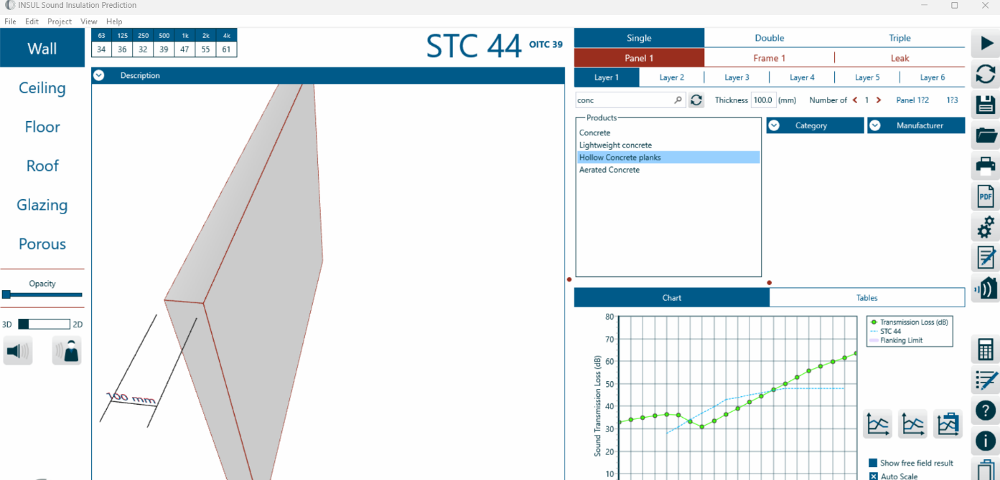 INSUL Sound Insulation Prediction
File Edit Project View Help
Wall
Ceiling
Floor
Roof
Glazing
Porous
Opacity
3D 2D
63 125 250 500 1k 2k 4k
34 36 32 39 47 55 61
STC 44 OITC 39
Description
100 mm
Single Double Triple
Panel 1 Frame 1 Leak
Layer 1 Layer 2 Layer 3 Layer 4 Layer 5 Layer 6
conc Thickness 100.0 (mm) Number of 1 Panel 1?2 1?3
Products
Concrete
Lightweight concrete
Hollow Concrete planks
Aerated Concrete
Category Manufacturer
Chart Tables
Sound Transmission Loss (dB)
80
70
60
50
40
30
20
10
Transmission Loss (dB)
STC 44
Flanking Limit
Show free field result
Auto Scale
PDF
?
i